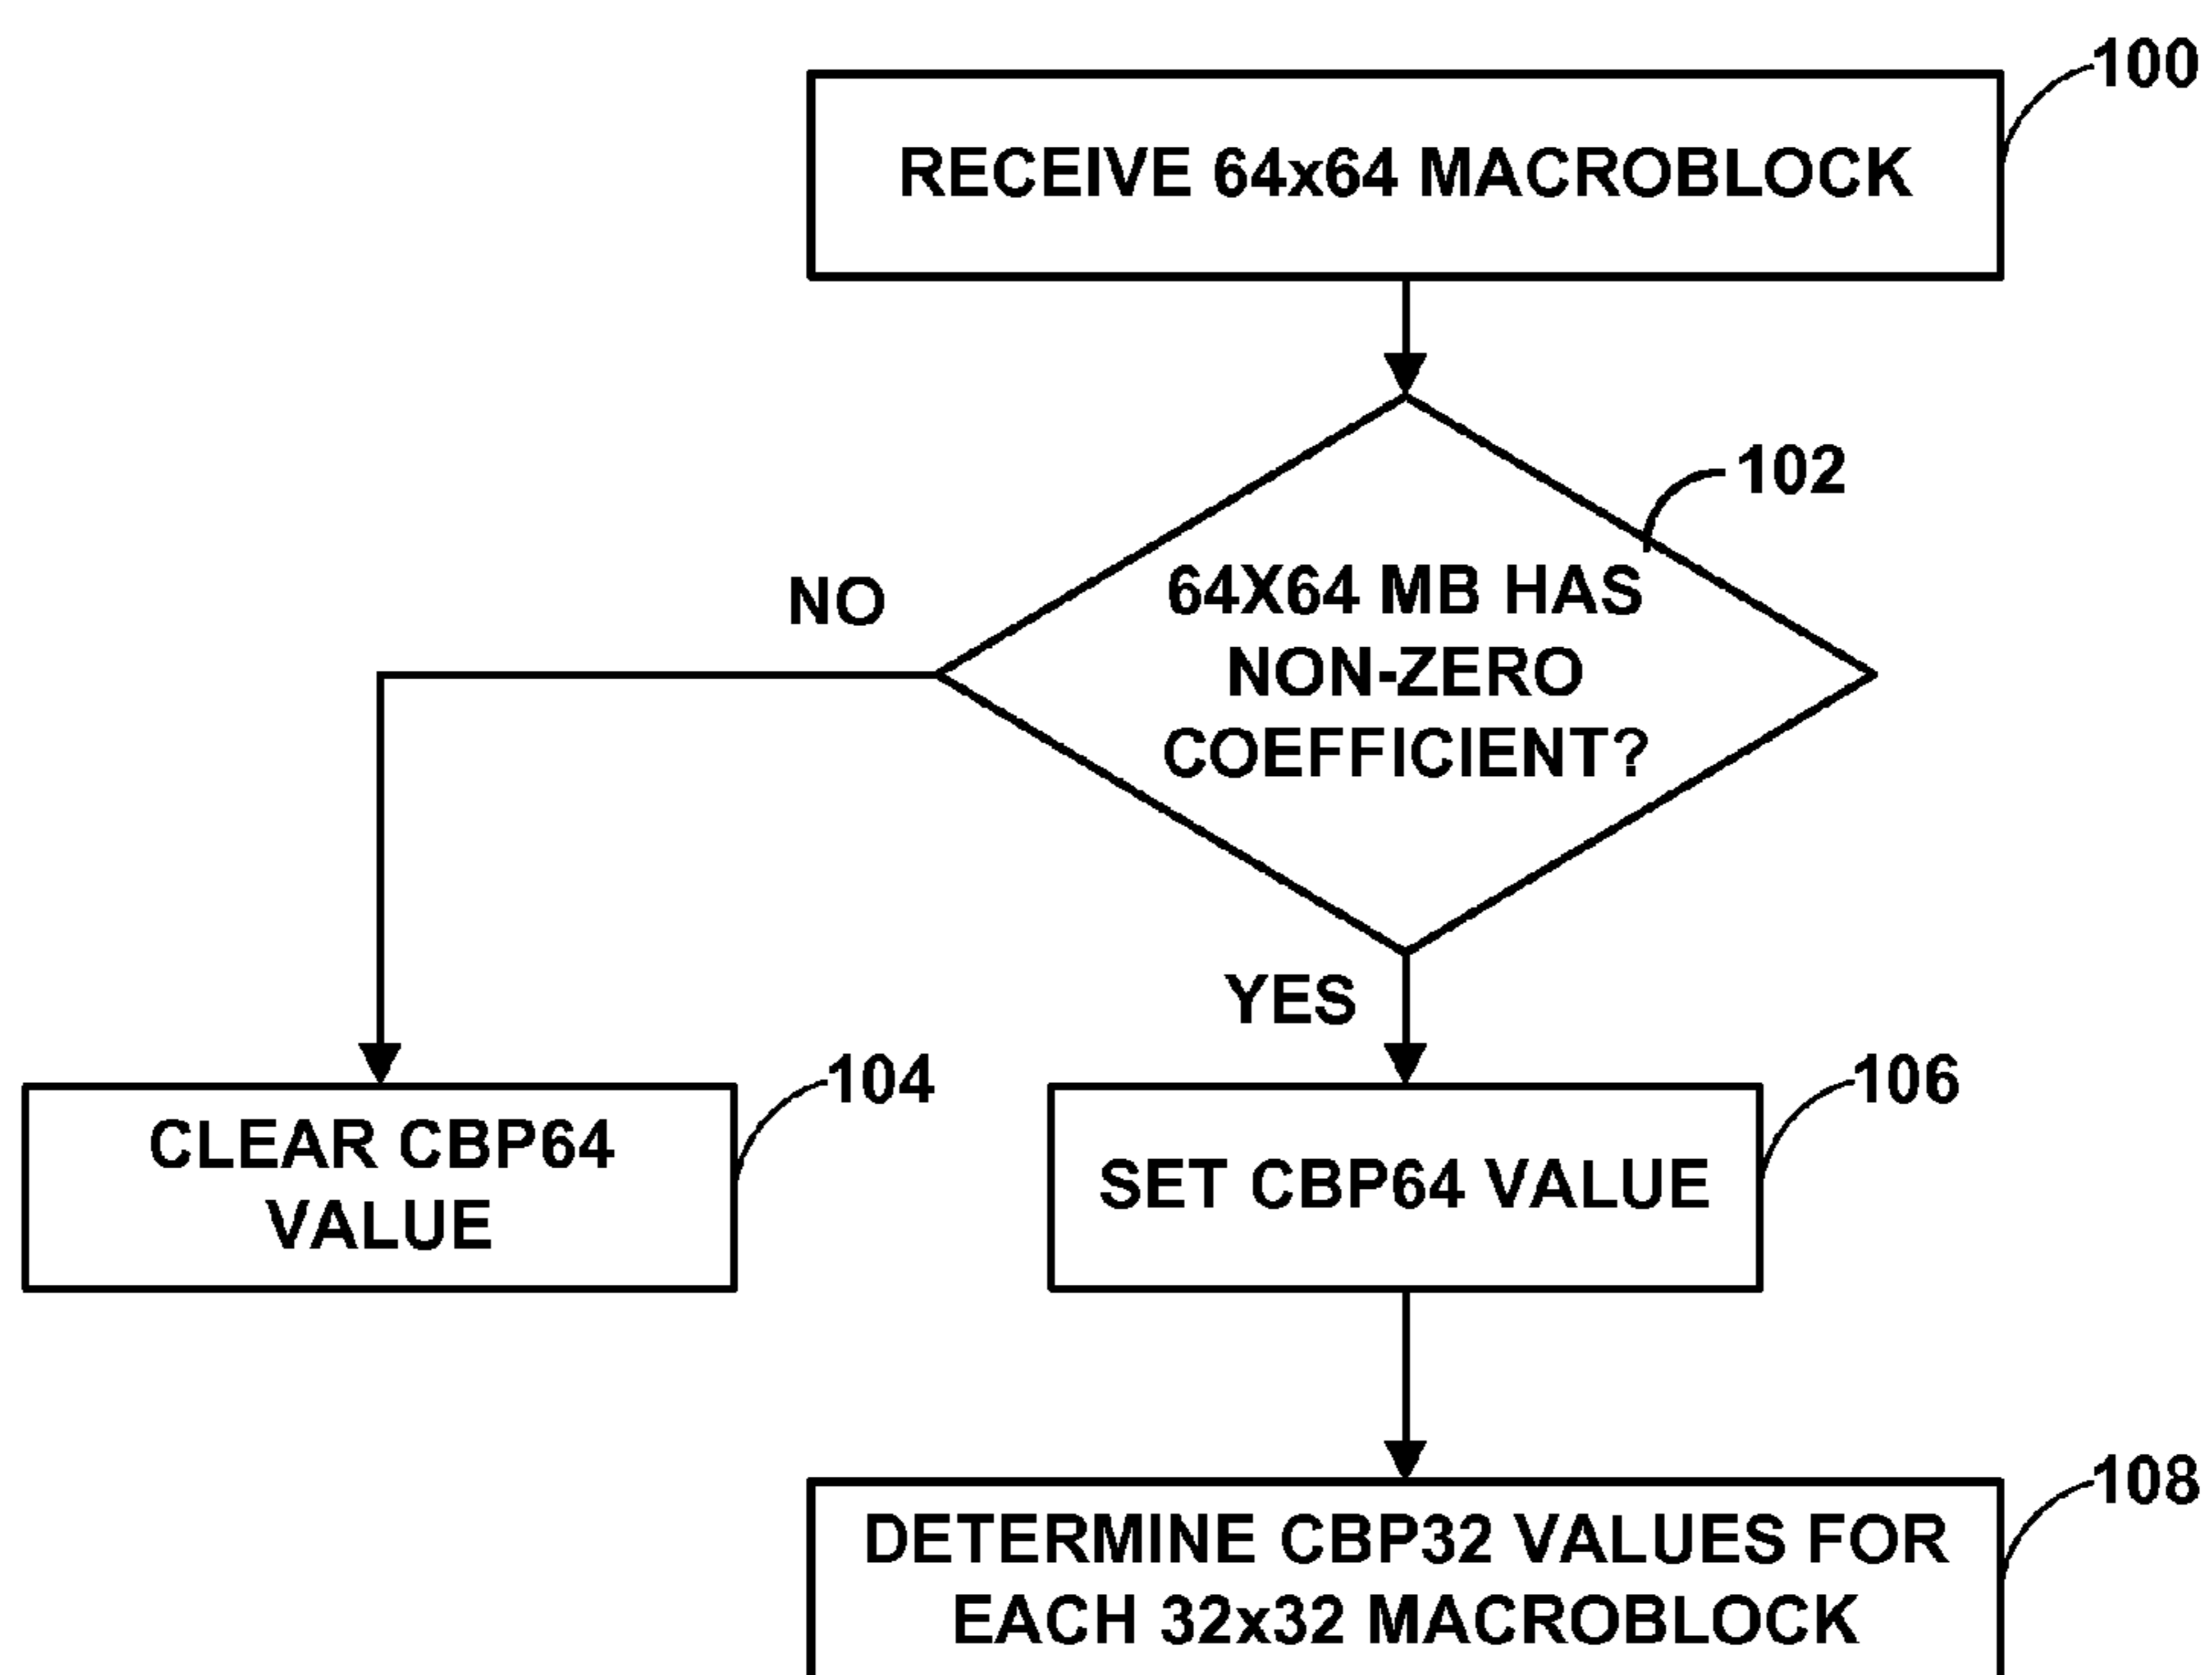 100
RECEIVE 64x64 MACROBLOCK
102
64X64 MB HAS
NON-ZERO
COEFFICIENT?
NO
YES
104
CLEAR CBP64
VALUE
106
SET CBP64 VALUE
108
DETERMINE CBP32 VALUES FOR
EACH 32x32 MACROBLOCK